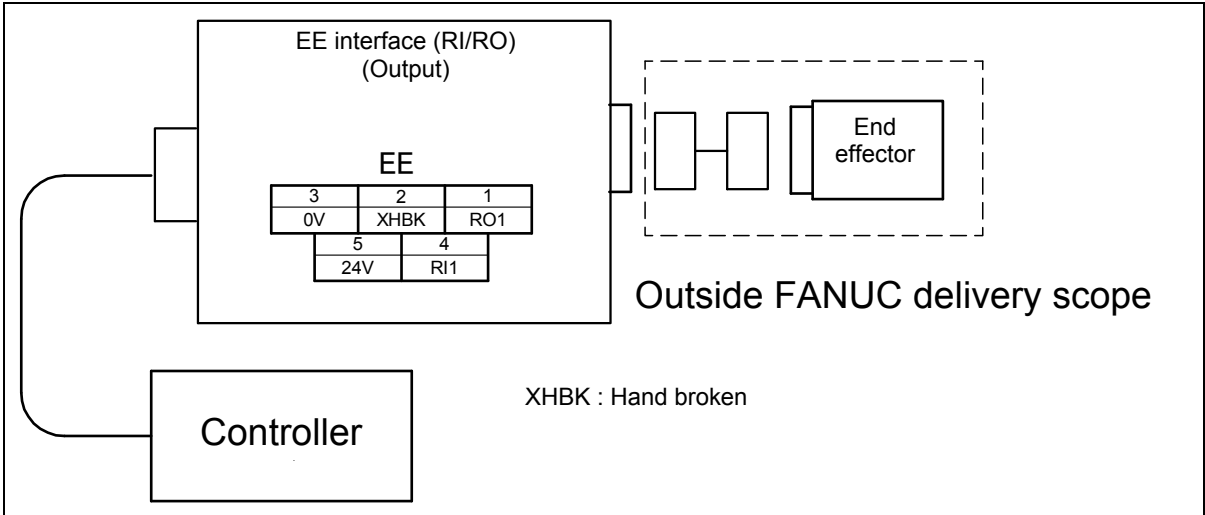 EE interface (RI/RO)
(Output)
EE
3 2 1
0V XHBK RO1
5 4
24V RI1
End
effector
Outside FANUC delivery scope
XHBK : Hand broken
Controller